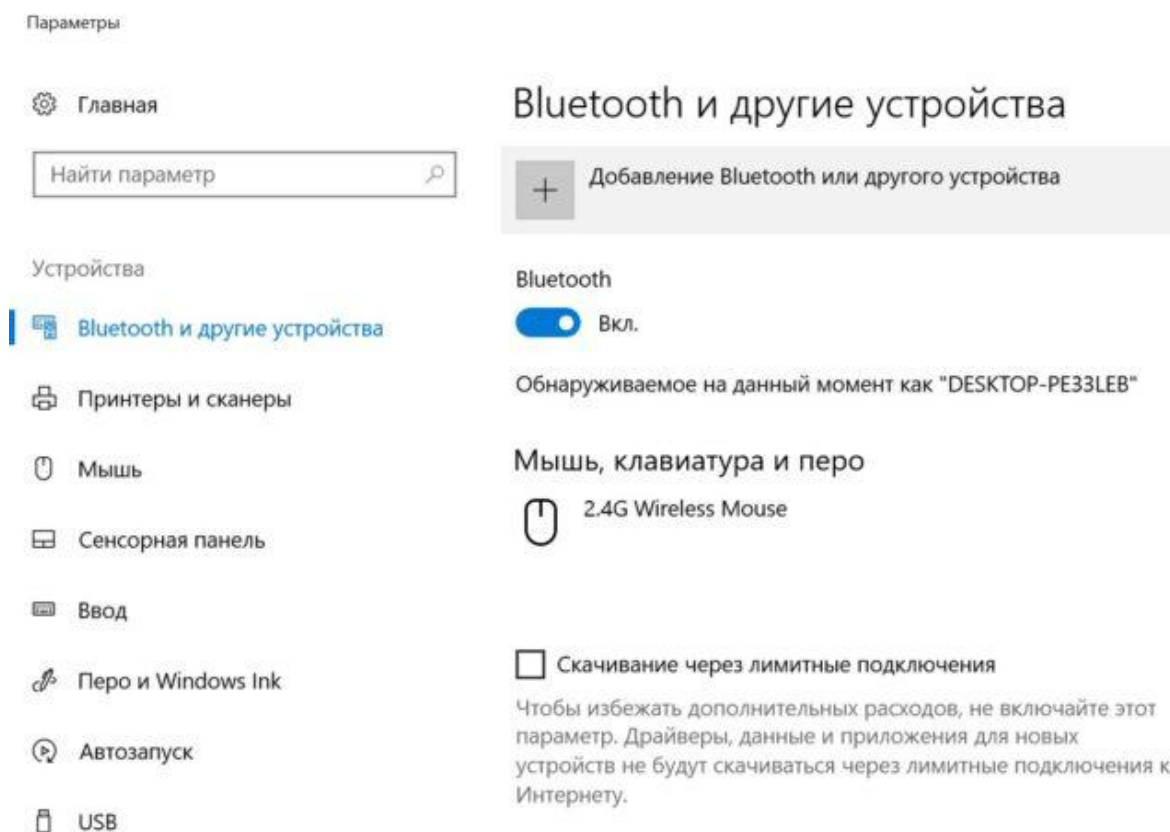 Параметры
Главная
Найти параметр
Устройства
Bluetooth и другие устройства
Принтеры и сканеры
Мышь
Сенсорная панель
Ввод
Перо и Windows Ink
Автозапуск
USB
Bluetooth и другие устройства
Добавление Bluetooth или другого устройства
Bluetooth
Вкл.
Обнаруживаемое на данный момент как "DESKTOP-PE33LEB"
Мышь, клавиатура и перо
2.4G Wireless Mouse
Скачивание через лимитные подключения
Чтобы избежать дополнительных расходов, не включайте этот
параметр. Драйверы, данные и приложения для новых
устройств не будут скачиваться через лимитные подключения к
Интернету.